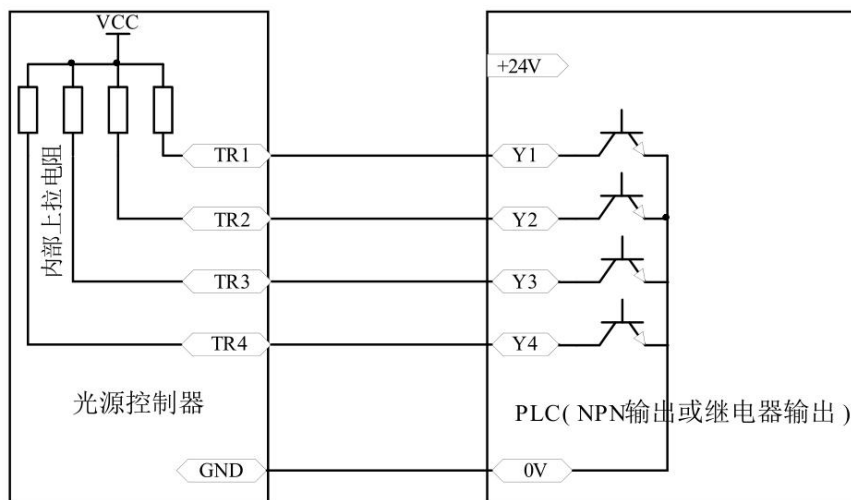 VCC
+24V
TR1
Y1
内部上拉电阻
TR2
Y2
TR3
Y3
TR4
Y4
光源控制器
PLC( NPN输出或继电器输出 )
GND
0V